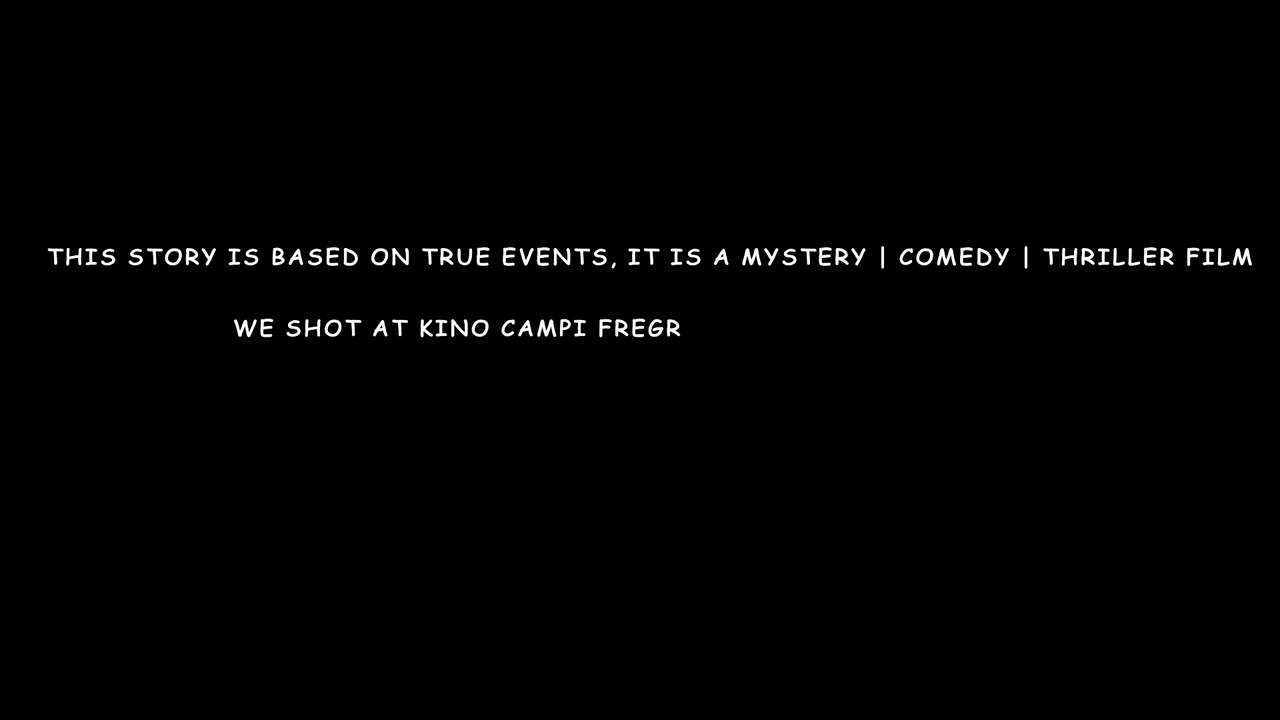 THIS STORY IS BASED ON TRUE EVENTS, IT IS A MYSTERY | COMEDY | THRILLER FILM
WE SHOT AT KINO CAMPI FREGR